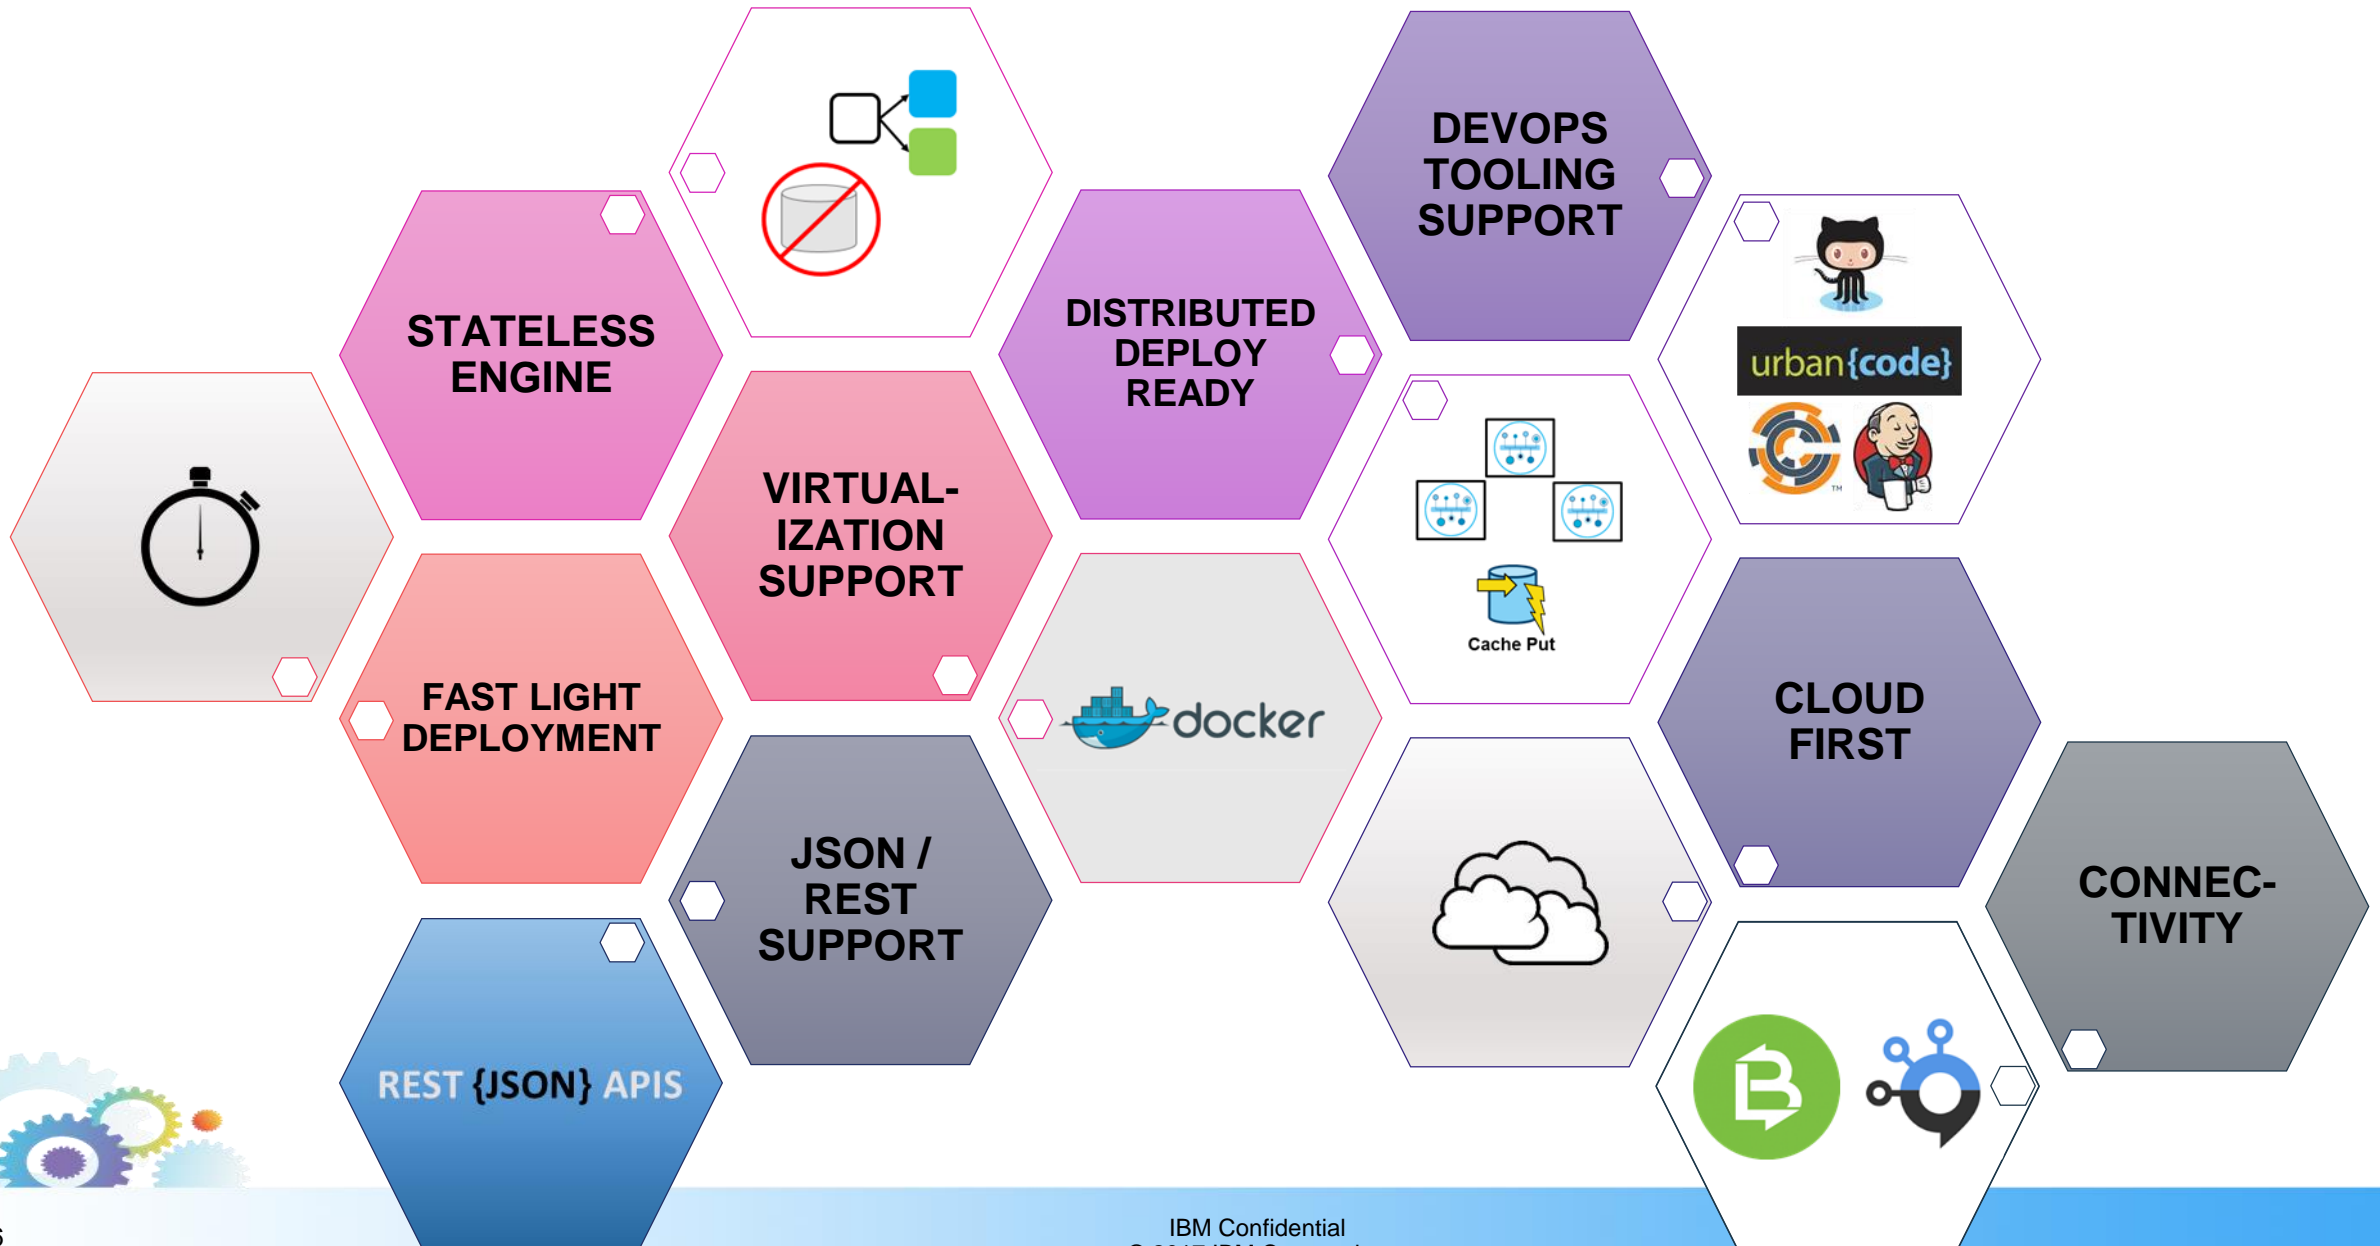 DEVOPS
TOOLING
SUPPORT
STATELESS
ENGINE
DISTRIBUTED
DEPLOY
READY
urban{code}
TM
VIRTUAL-
IZATION
SUPPORT
Cache Put
FAST LIGHT
DEPLOYMENT
docker
CLOUD
FIRST
JSON /
REST
SUPPORT
CONNEC-
TIVITY
REST {JSON} APIS
IBM Confidential